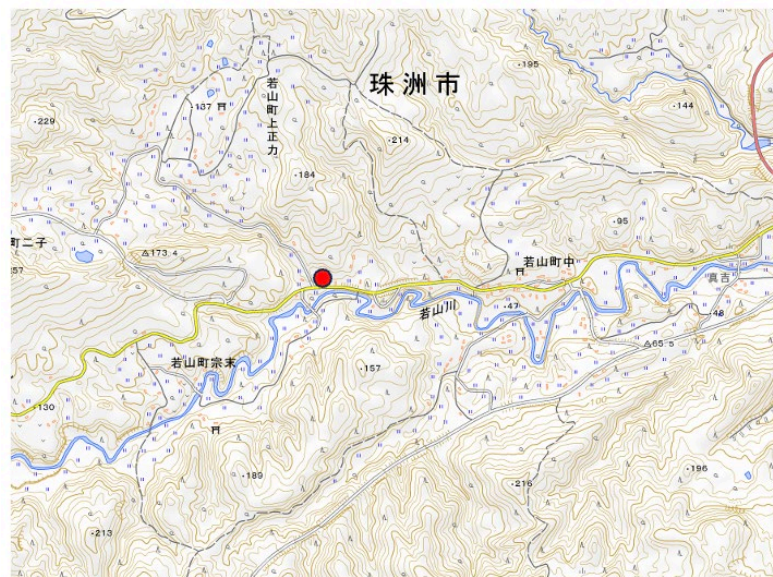 珠洲市
・195
・144
若山町上正力
・137
・229
・214
・184
・95
町二子
△173.4
257
若山町中
真吉
若山川
・47
・48
△65.5
若山町宗末
・157
・130
100
・189
・196
・216
・213